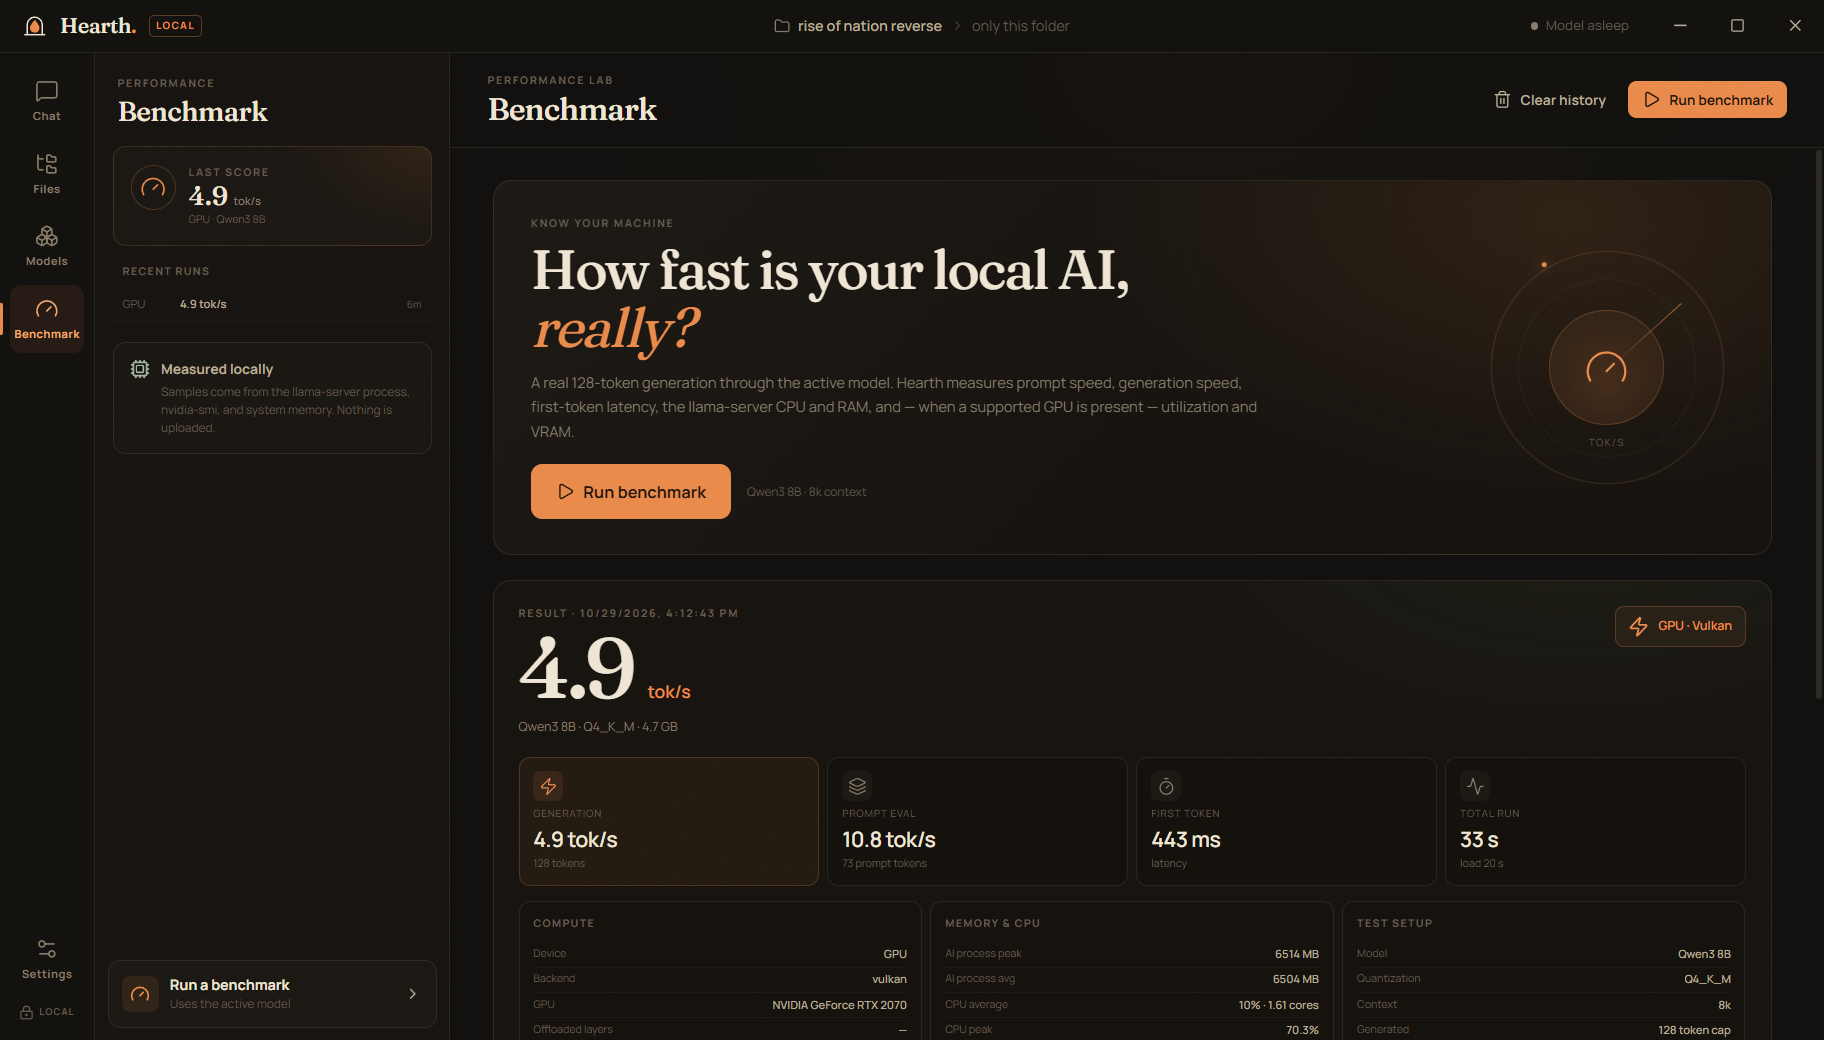 Hearth. LOCAL
rise of nation reverse > only this folder
Model asleep
Chat
Files
Models
Benchmark
Settings
LOCAL
PERFORMANCE
Benchmark
LAST SCORE
4.9 tok/s
GPU · Qwen3 8B
RECENT RUNS
GPU 4.9 tok/s 6m
Measured locally
Samples come from the llama-server process,
nvidia-smi, and system memory. Nothing is
uploaded.
Run a benchmark
Uses the active model
PERFORMANCE LAB
Benchmark
Clear history
Run benchmark
KNOW YOUR MACHINE
How fast is your local AI,
really?
A real 128-token generation through the active model. Hearth measures prompt speed, generation speed,
first-token latency, the llama-server CPU and RAM, and — when a supported GPU is present — utilization and
VRAM.
Run benchmark
Qwen3 8B · 8k context
TOK/S
RESULT · 10/29/2026, 4:12:43 PM
4.9 tok/s
Qwen3 8B · Q4_K_M · 4.7 GB
GPU · Vulkan
GENERATION
4.9 tok/s
128 tokens
PROMPT EVAL
10.8 tok/s
73 prompt tokens
FIRST TOKEN
443 ms
latency
TOTAL RUN
33 s
load 20 s
COMPUTE
Device GPU
Backend vulkan
GPU NVIDIA GeForce RTX 2070
Offloaded layers —
MEMORY & CPU
AI process peak 6514 MB
AI process avg 6504 MB
CPU average 10% · 1.61 cores
CPU peak 70.3%
TEST SETUP
Model Qwen3 8B
Quantization Q4_K_M
Context 8k
Generated 128 token cap